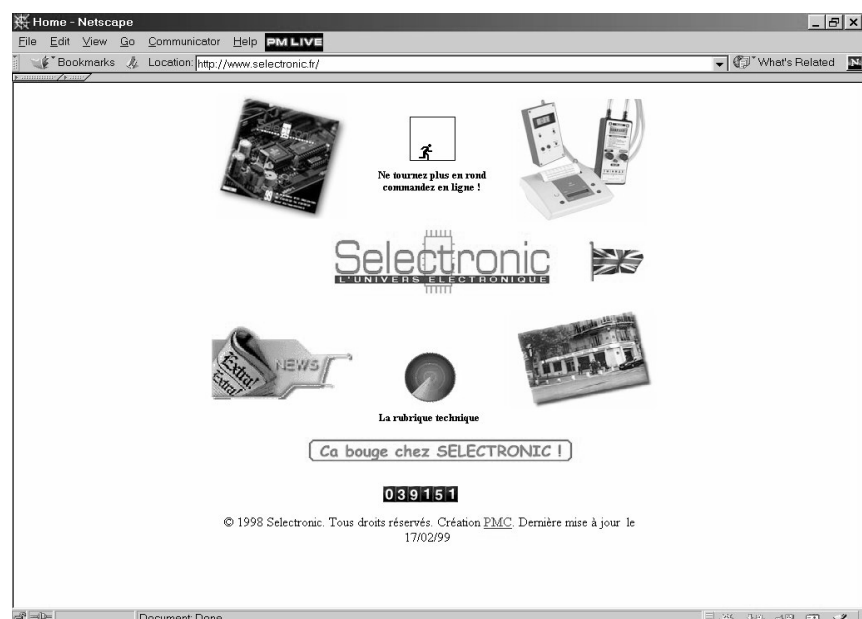 Home - Netscape
File Edit View Go Communicator Help PM LIVE
Bookmarks Location: http://www.selectronic.fr/ What's Related N
Ne tournez plus en rond
commandez en ligne !
Selectronic
L'UNIVERS ELECTRONIQUE
Extra!
Extra!
NEWS
La rubrique technique
Ca bouge chez SELECTRONIC !
039151
© 1998 Selectronic. Tous droits réservés. Création PMC. Dernière mise à jour le
17/02/99
Document: Done